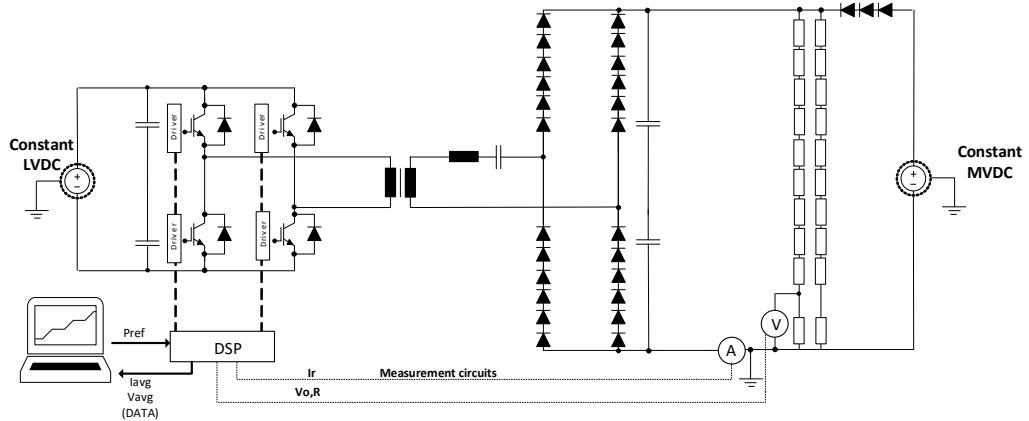 Driver
Driver
Constant
LVDC
+
−
Constant
MVDC
+
−
Driver
Driver
V
Pref
DSP
A
Ir
Measurement circuits
Iavg
Vavg
(DATA)
Vo,R